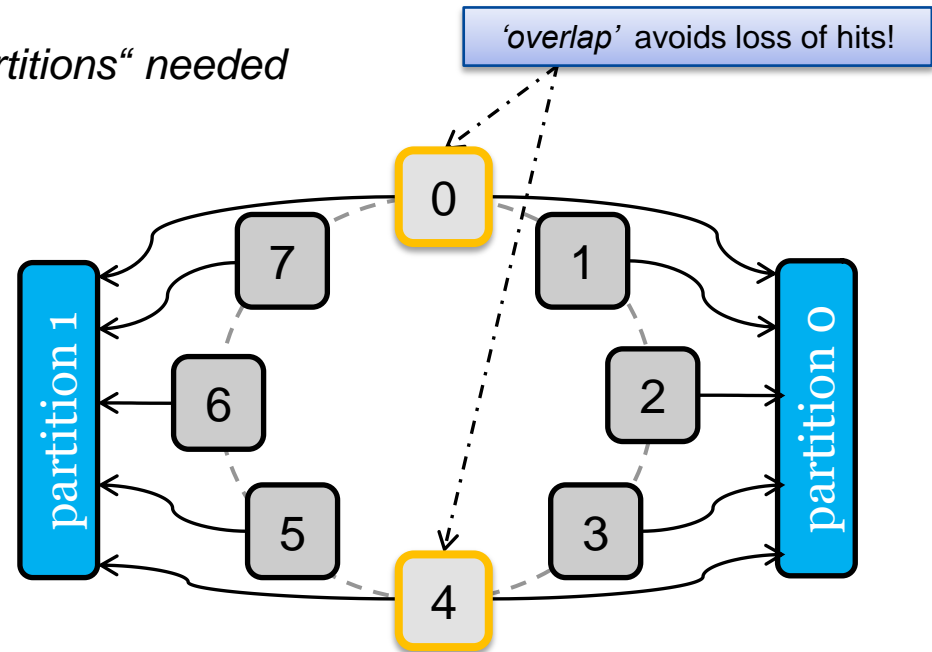 ‘overlap’ avoids loss of hits!
rtitions“ needed
0
7
1
partition 1
6
2
partition 0
5
3
4